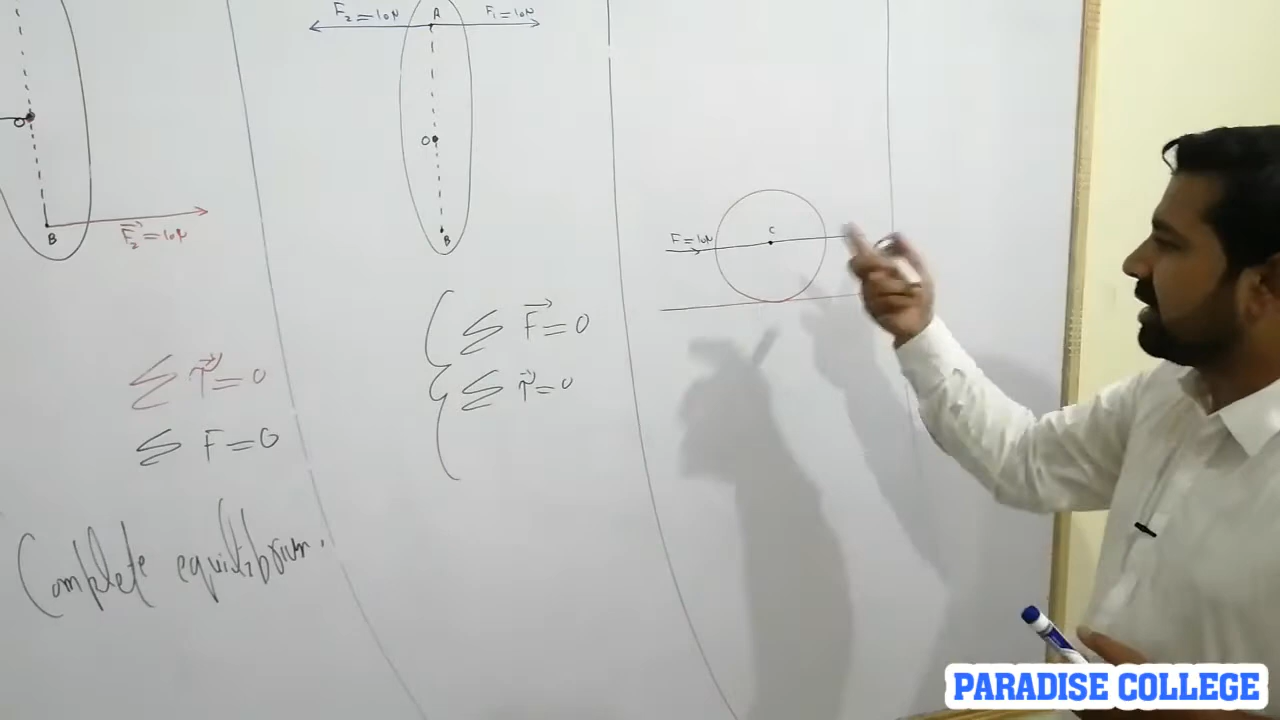 O
B
F₂=10N
F₂=10N
A
F₁=10N
O
B
F=10N
C
Σ τ=0
Σ F=0
Σ F=0
Σ τ=0
Complete equilibrium.
PARADISE COLLEGE